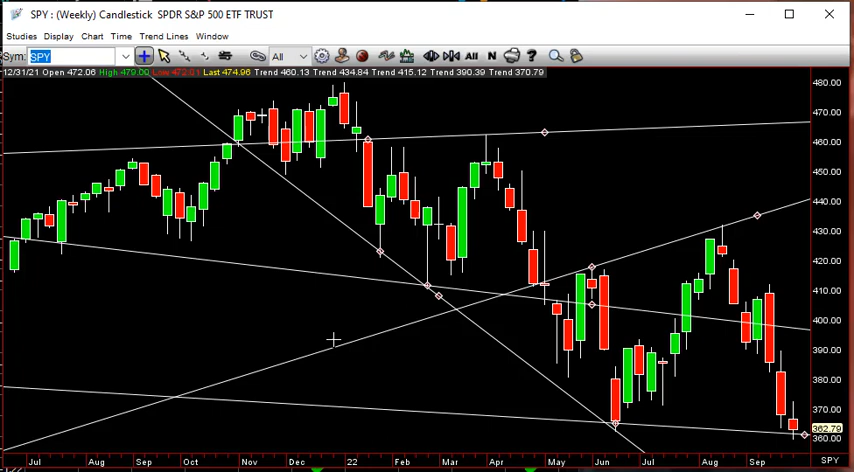 SPY : (Weekly) Candlestick SPDR S&P 500 ETF TRUST
Studies Display Chart Time Trend Lines Window
Sym: SPY All All N ?
12/31/21 Open 472.06 High 479.00 Low 472.01 Last 474.96 Trend 460.13 Trend 434.84 Trend 415.12 Trend 390.39 Trend 370.79
480.00
470.00
460.00
450.00
440.00
430.00
420.00
410.00
400.00
390.00
380.00
370.00
362.79
360.00
Jul Aug Sep Oct Nov Dec 22 Feb Mar Apr May Jun Jul Aug Sep SPY